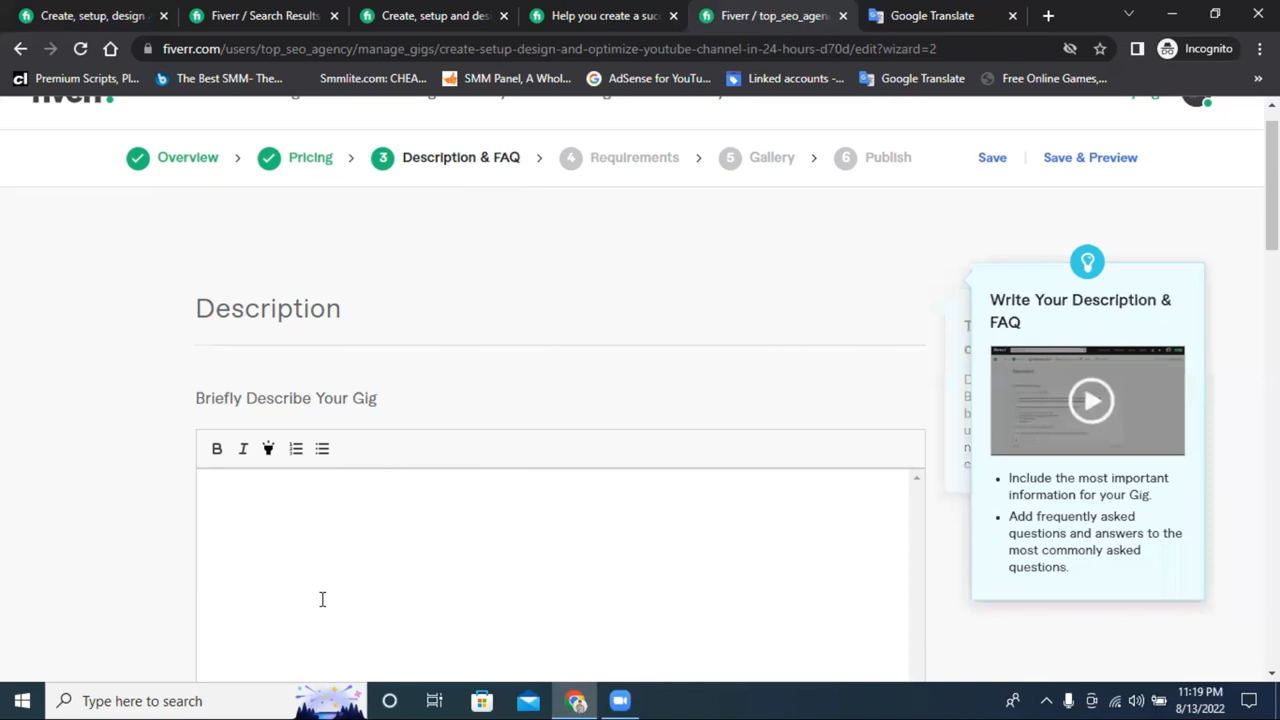 Create, setup, design
Fiverr / Search Results
Create, setup and des
Help you create a suc
Fiverr / top_seo_agen
Google Translate
fiverr.com/users/top_seo_agency/manage_gigs/create-setup-design-and-optimize-youtube-channel-in-24-hours-d70d/edit?wizard=2
Incognito
cl Premium Scripts, Pl...
The Best SMM- The...
Smmlite.com: CHEA...
SMM Panel, A Whol...
AdSense for YouTu...
Linked accounts -...
Google Translate
Free Online Games,...
»
fiverr.
Overview
Pricing
3 Description & FAQ
4 Requirements
5 Gallery
6 Publish
Save
Save & Preview
Description
Briefly Describe Your Gig
B I
Write Your Description &
FAQ
• Include the most important
information for your Gig.
• Add frequently asked
questions and answers to the
most commonly asked
questions.
Type here to search
11:19 PM
8/13/2022